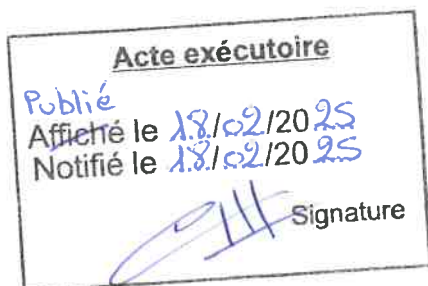 Acte exécutoire
Publié
Affiché le 18/02/2025
Notifié le 18/02/2025
Signature